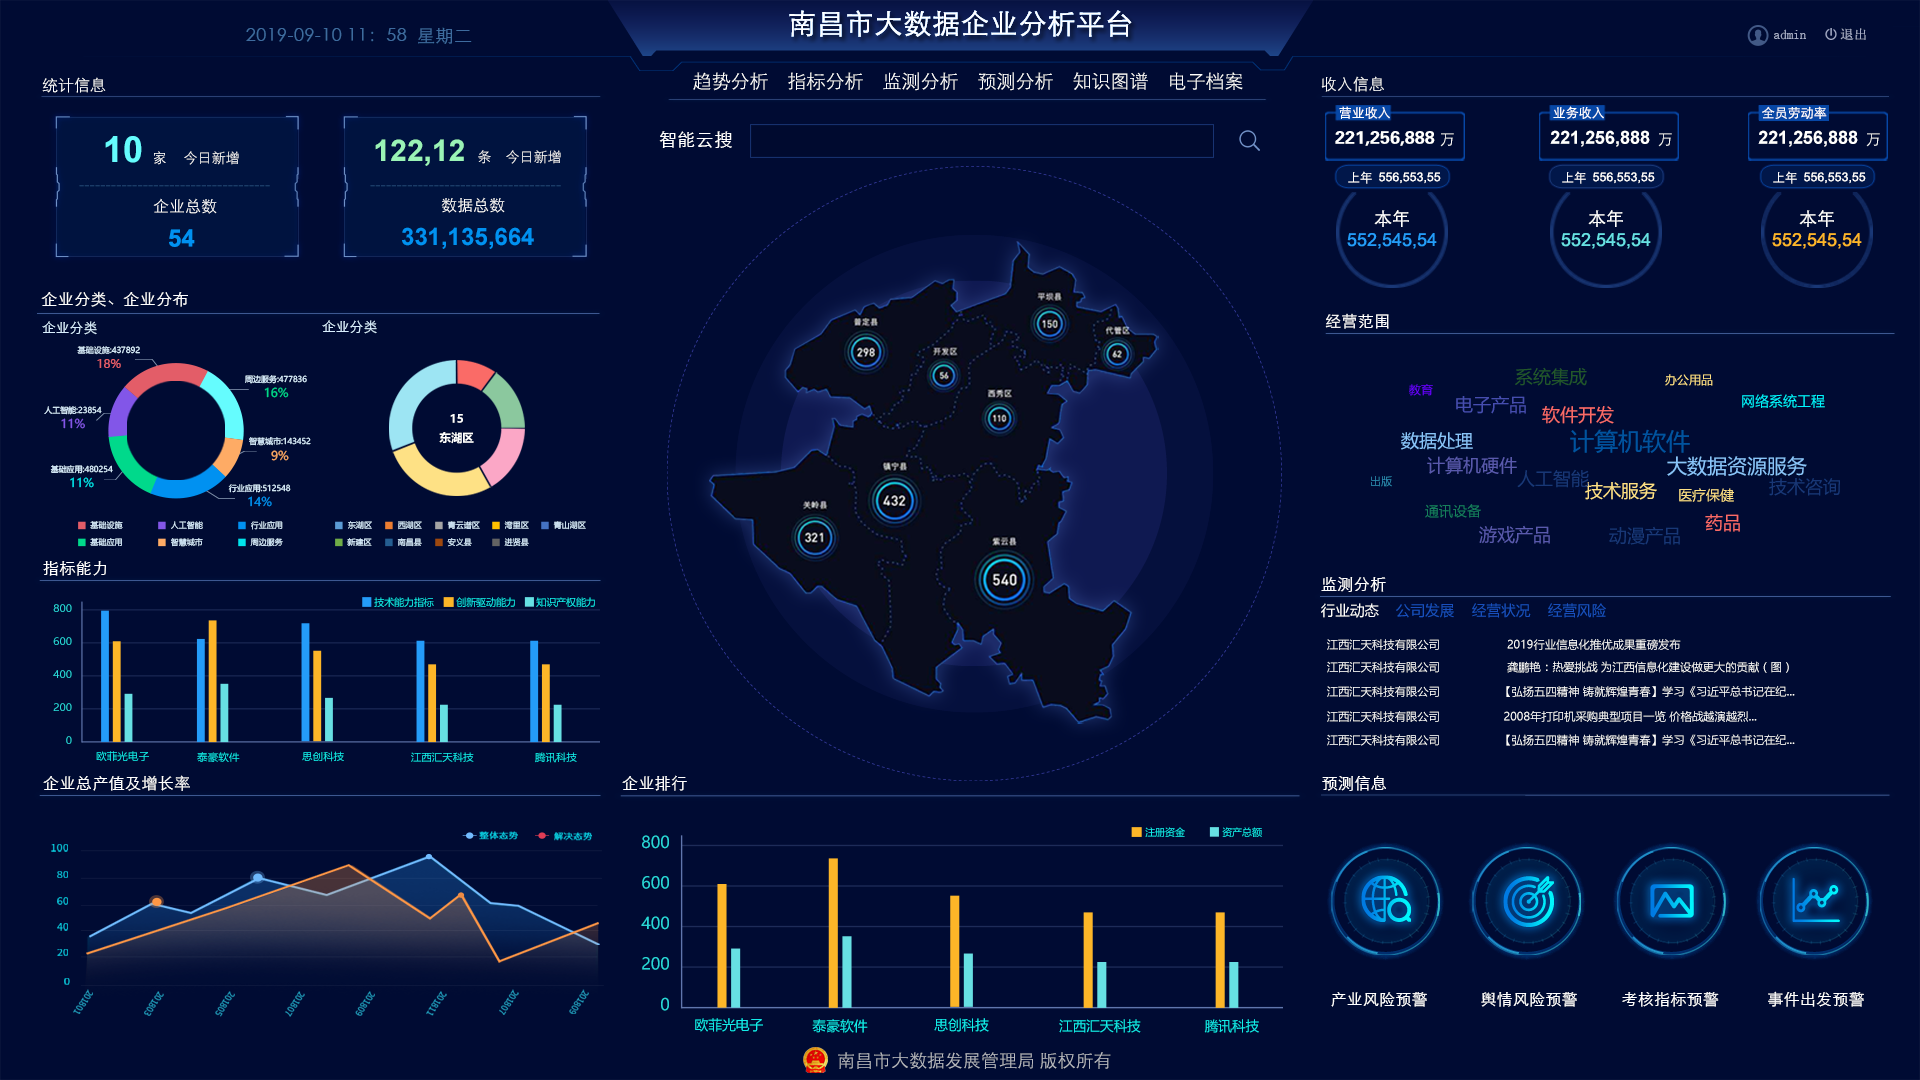 南昌市大数据企业分析平台
2019-09-10 11：58 星期二
admin 退出
趋势分析 指标分析 监测分析 预测分析 知识图谱 电子档案
智能云搜
统计信息
10 家 今日新增
企业总数
54
122,12 条 今日新增
数据总数
331,135,664
企业分类、企业分布
企业分类
基础设施:437892
18%
周边服务:477836
16%
人工智能:23854
11%
智慧城市:143452
9%
基础应用:480254
11%
行业应用:512548
14%
基础设施 人工智能 行业应用
基础应用 智慧城市 周边服务
企业分类
15
东湖区
东湖区 西湖区 青云谱区 湾里区 青山湖区
新建区 南昌县 安义县 进贤县
指标能力
技术能力指标 创新驱动能力 知识产权能力
800
600
400
200
0
欧菲光电子 泰豪软件 思创科技 江西汇天科技 腾讯科技
企业总产值及增长率
整体态势 解决态势
100
80
60
40
20
0
201801 201803 201805 201807 201809 201811 201807 201809
普定县
298
开发区
56
平坝县
150
代管区
62
西秀区
110
镇宁县
432
关岭县
321
紫云县
540
企业排行
注册资金 资产总额
800
600
400
200
0
欧菲光电子 泰豪软件 思创科技 江西汇天科技 腾讯科技
收入信息
营业收入
221,256,888 万
上年 556,553,55
本年
552,545,54
业务收入
221,256,888 万
上年 556,553,55
本年
552,545,54
全员劳动率
221,256,888 万
上年 556,553,55
本年
552,545,54
经营范围
教育
系统集成
办公用品
电子产品
软件开发
网络系统工程
数据处理
计算机软件
计算机硬件
大数据资源服务
出版
人工智能
技术服务
医疗保健
技术咨询
通讯设备
药品
游戏产品
动漫产品
监测分析
行业动态 公司发展 经营状况 经营风险
江西汇天科技有限公司 2019行业信息化推优成果重磅发布
江西汇天科技有限公司 龚鹏艳：热爱挑战 为江西信息化建设做更大的贡献（图）
江西汇天科技有限公司 【弘扬五四精神 铸就辉煌青春】学习《习近平总书记在纪...
江西汇天科技有限公司 2008年打印机采购典型项目一览 价格战越演越烈...
江西汇天科技有限公司 【弘扬五四精神 铸就辉煌青春】学习《习近平总书记在纪...
预测信息
产业风险预警 舆情风险预警 考核指标预警 事件出发预警
南昌市大数据发展管理局 版权所有